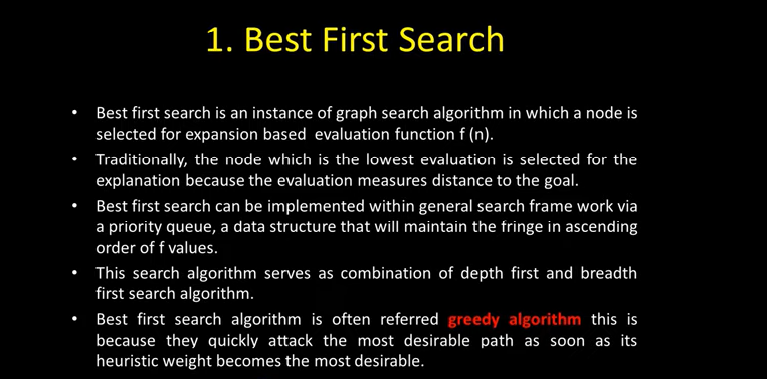 1. Best First Search
• Best first search is an instance of graph search algorithm in which a node is
selected for expansion based evaluation function f (n).
• Traditionally, the node which is the lowest evaluation is selected for the
explanation because the evaluation measures distance to the goal.
• Best first search can be implemented within general search frame work via
a priority queue, a data structure that will maintain the fringe in ascending
order of f values.
• This search algorithm serves as combination of depth first and breadth
first search algorithm.
• Best first search algorithm is often referred greedy algorithm this is
because they quickly attack the most desirable path as soon as its
heuristic weight becomes the most desirable.